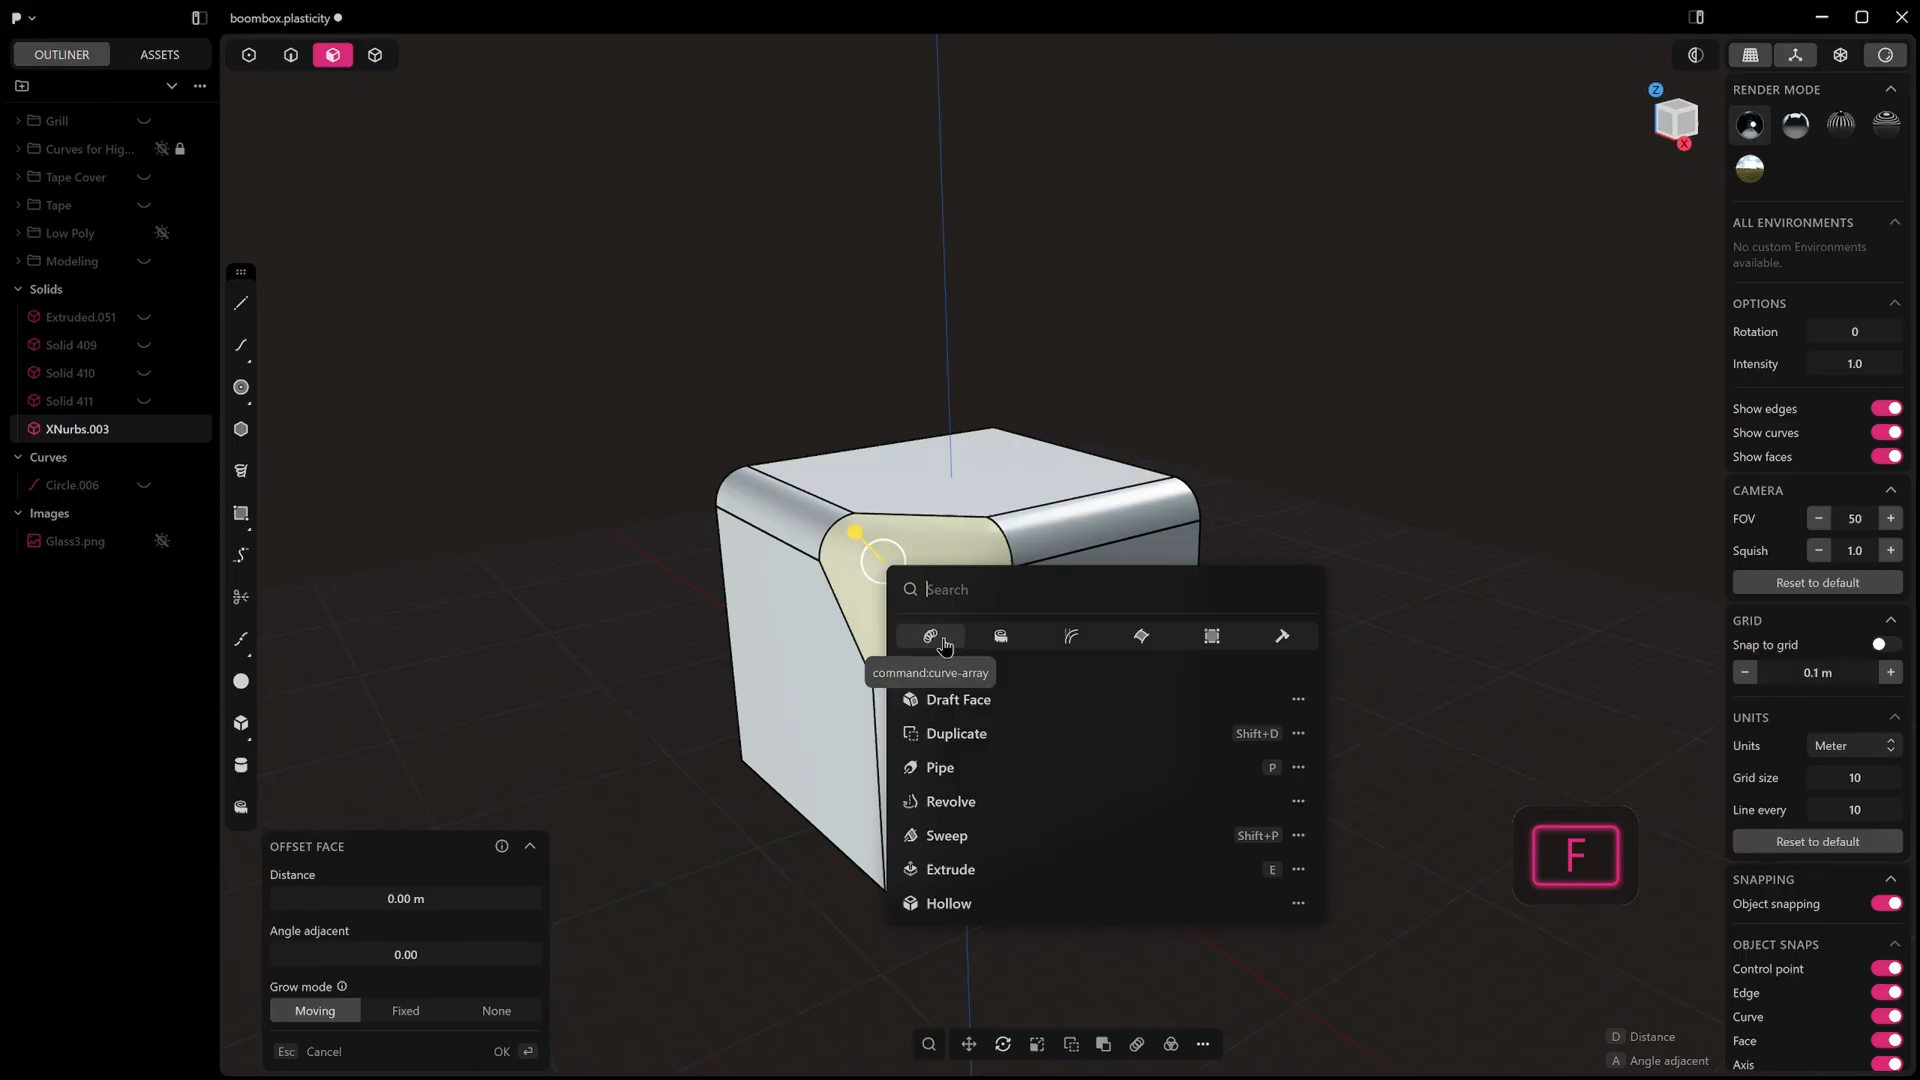 boombox.plasticity
OUTLINER
ASSETS
Grill
Curves for Hig...
Tape Cover
Tape
Low Poly
Modeling
Solids
Extruded.051
Solid 409
Solid 410
Solid 411
XNurbs.003
Curves
Circle.006
Images
Glass3.png
OFFSET FACE
Distance
0.00 m
Angle adjacent
0.00
Grow mode
Moving
Fixed
None
Esc Cancel
OK
Search
command:curve-array
Draft Face
Duplicate Shift+D
Pipe P
Revolve
Sweep Shift+P
Extrude E
Hollow
F
D Distance
A Angle adjacent
Z
X
RENDER MODE
ALL ENVIRONMENTS
No custom Environments
available.
OPTIONS
Rotation 0
Intensity 1.0
Show edges
Show curves
Show faces
CAMERA
FOV 50
Squish 1.0
Reset to default
GRID
Snap to grid
0.1 m
UNITS
Units Meter
Grid size 10
Line every 10
Reset to default
SNAPPING
Object snapping
OBJECT SNAPS
Control point
Edge
Curve
Face
Axis